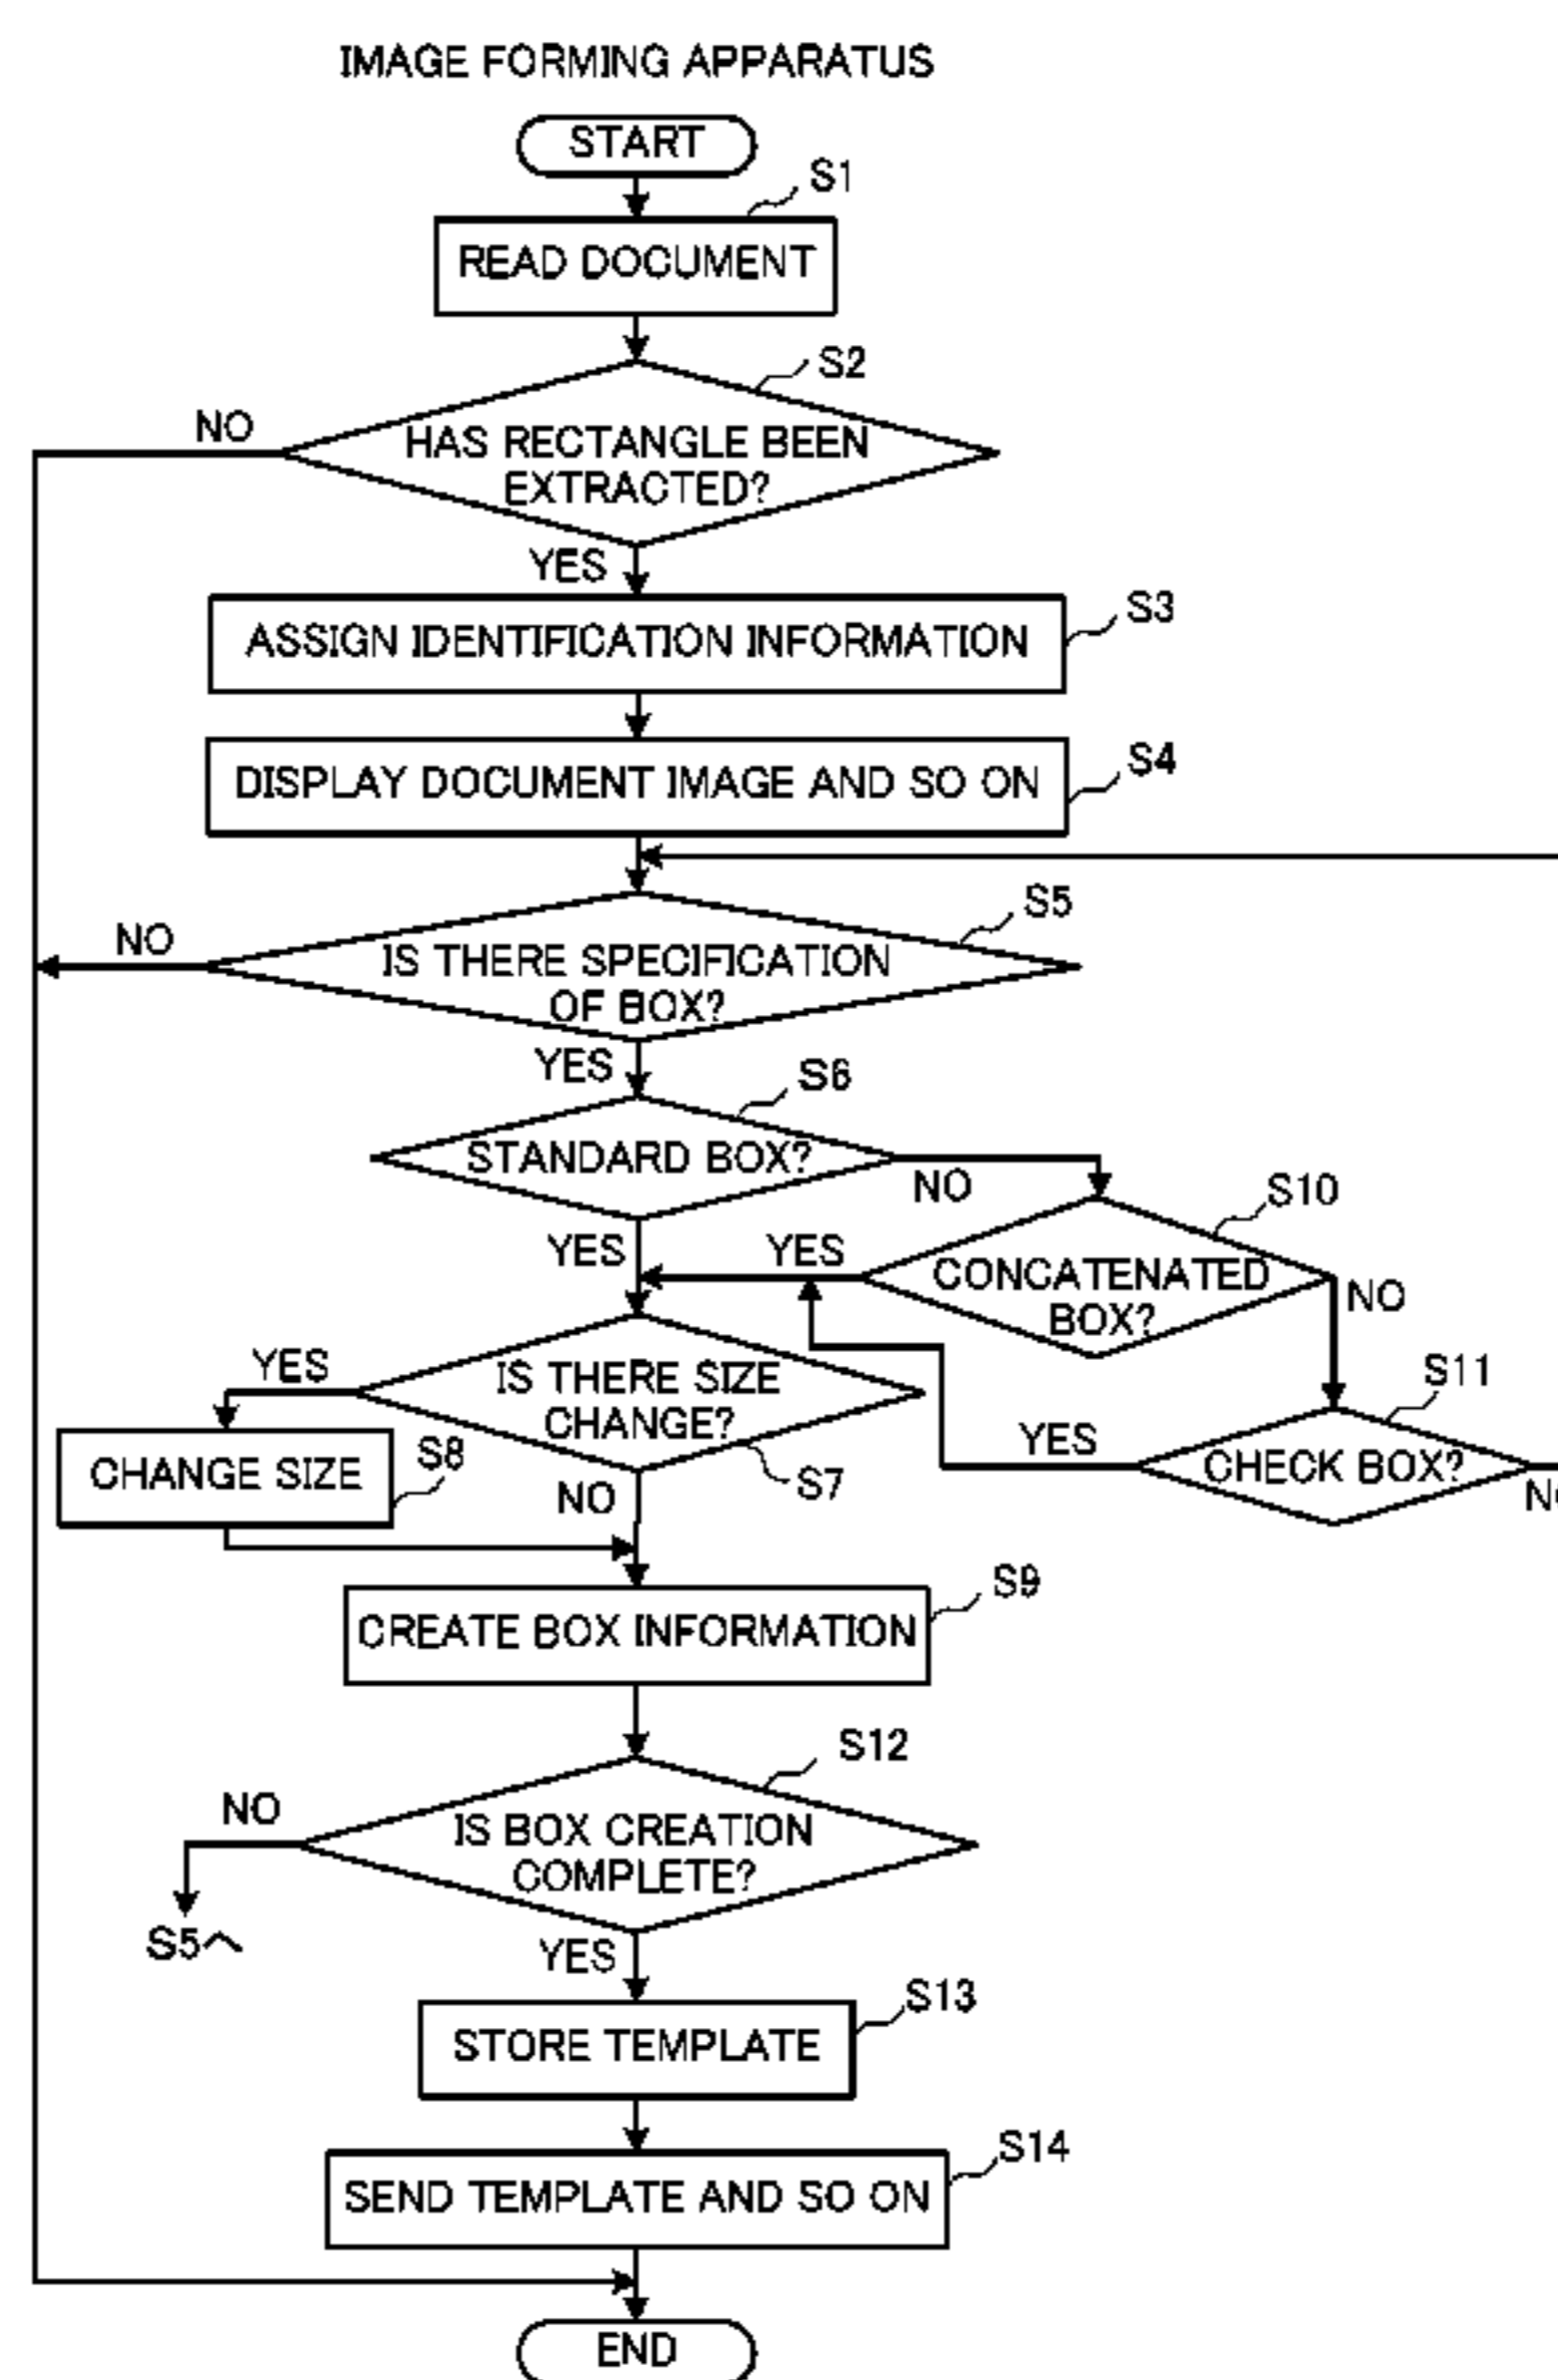 IMAGE FORMING APPARATUS
START
S1
READ DOCUMENT
S2
NO
HAS RECTANGLE BEEN
EXTRACTED?
YES
S3
ASSIGN IDENTIFICATION INFORMATION
S4
DISPLAY DOCUMENT IMAGE AND SO ON
S5
NO
IS THERE SPECIFICATION
OF BOX?
YES
S6
STANDARD BOX?
NO
S10
YES
YES
CONCATENATED
BOX?
NO
YES
IS THERE SIZE
CHANGE?
S11
S8
YES
CHECK BOX?
CHANGE SIZE
S7
NO
S9
CREATE BOX INFORMATION
S12
NO
IS BOX CREATION
COMPLETE?
S5へ
YES
S13
STORE TEMPLATE
S14
SEND TEMPLATE AND SO ON
END